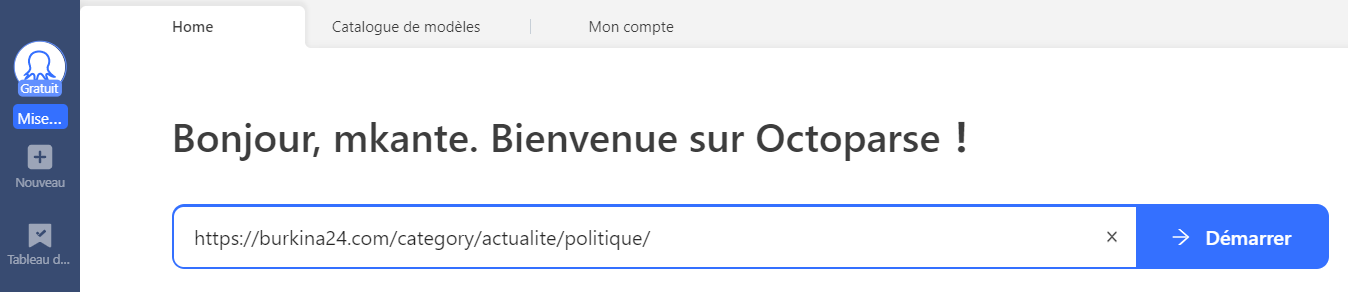 Home
Catalogue de modèles
Mon compte
Gratuit
Mise...
Nouveau
Tableau d...
Bonjour, mkante. Bienvenue sur Octoparse !
https://burkina24.com/category/actualite/politique/
× → Démarrer